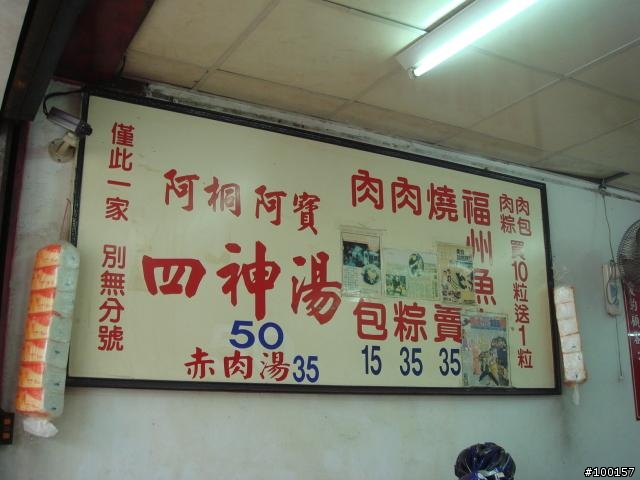 僅此一家 別無分號
阿桐阿寶
四神湯
50
赤肉湯35
肉包 15
肉粽 35
燒賣 35
福州魚
肉粽 肉包 買10粒送1粒
#100157